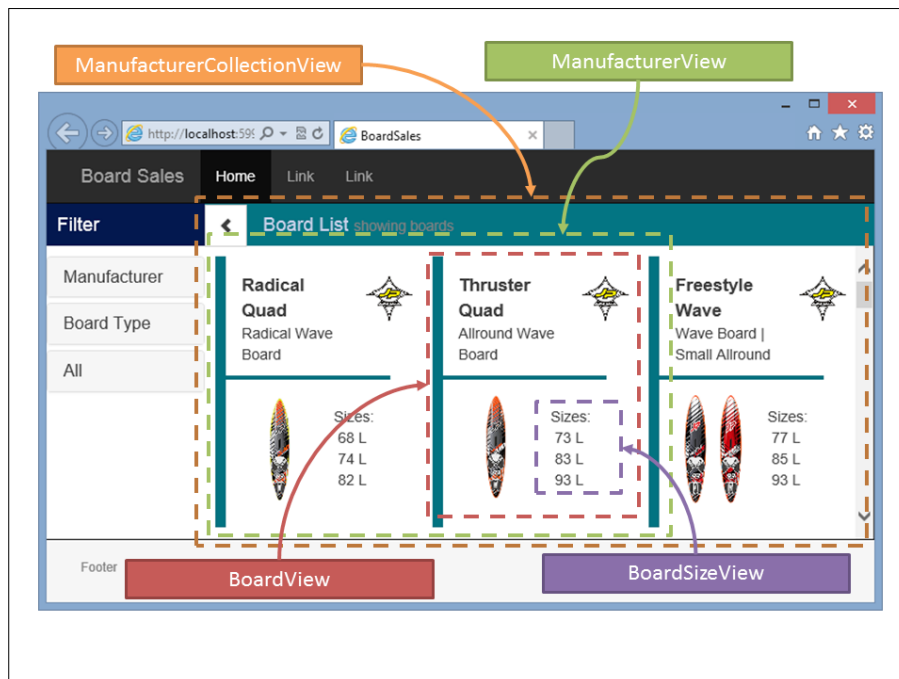 ManufacturerCollectionView
ManufacturerView
http://localhost:599
BoardSales
Board Sales
Home
Link
Link
Filter
Board List showing boards
Manufacturer
Board Type
All
Radical
Quad
Radical Wave
Board
Sizes:
68 L
74 L
82 L
Thruster
Quad
Allround Wave
Board
Sizes:
73 L
83 L
93 L
Freestyle
Wave
Wave Board |
Small Allround
Sizes:
77 L
85 L
93 L
Footer
BoardView
BoardSizeView